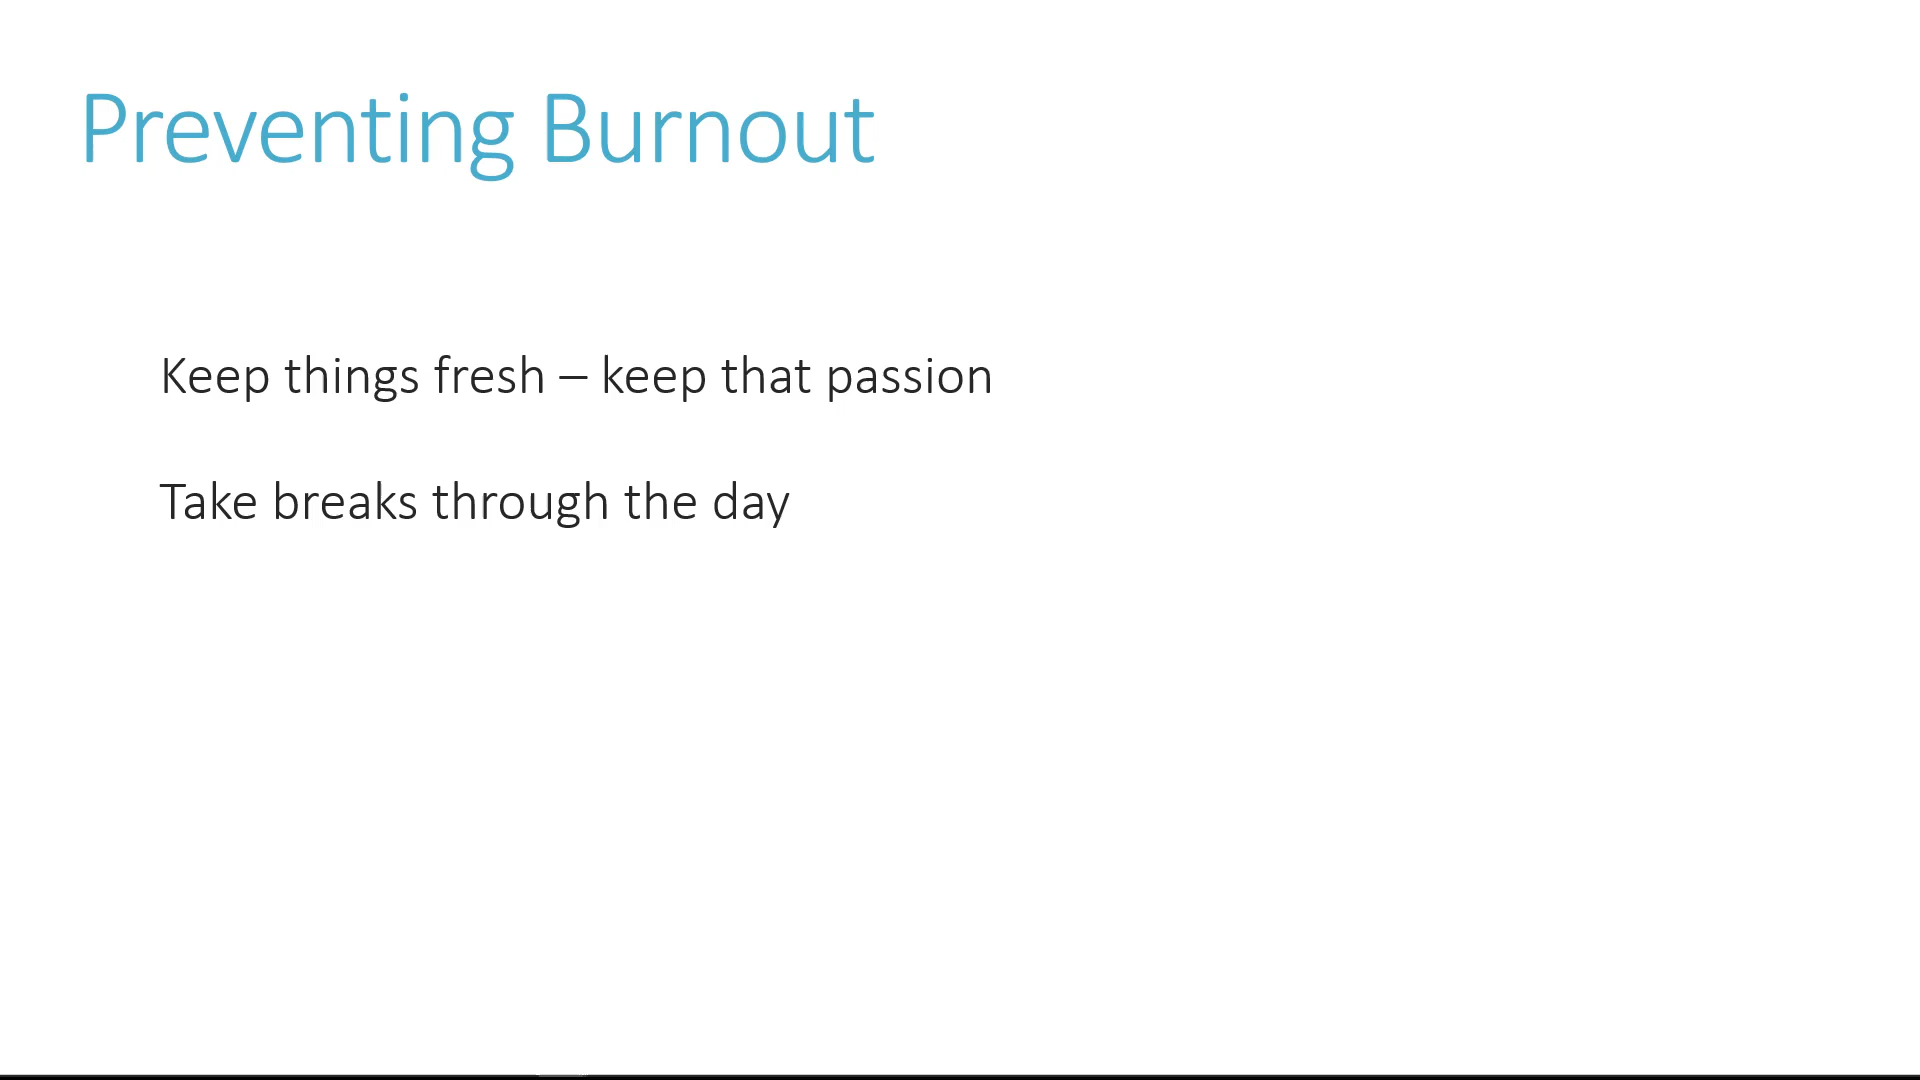 Preventing Burnout
Keep things fresh – keep that passion
Take breaks through the day